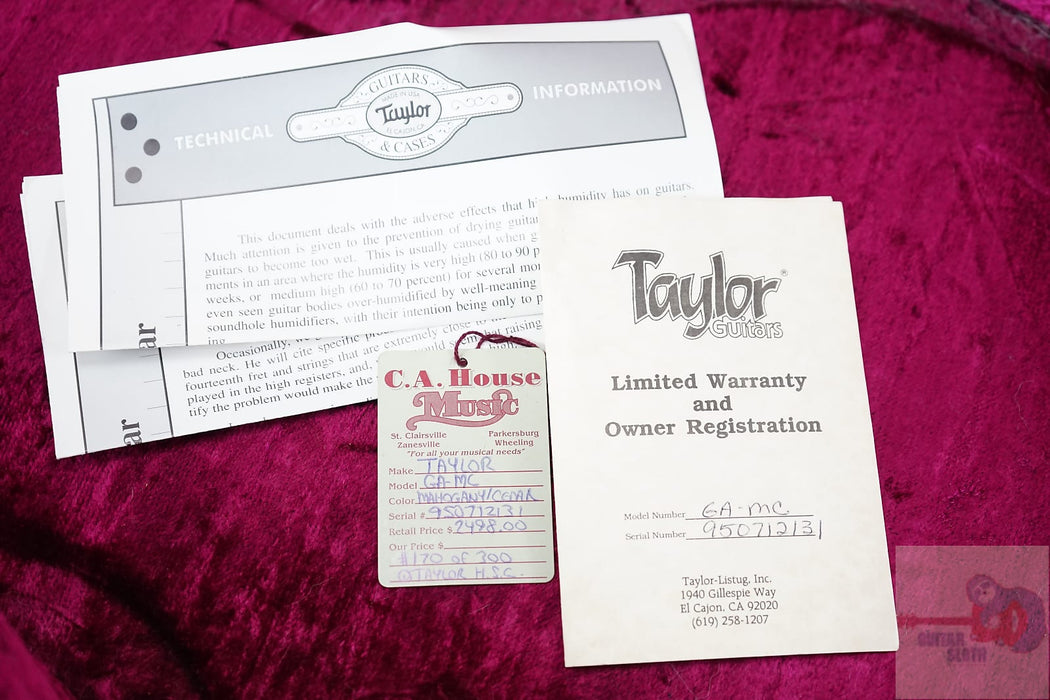 TECHNICAL
GUITARS
MADE IN USA
Taylor
EL CAJON, CA
& CASES
INFORMATION
This document deals with the adverse effects that high humidity has on guitars.
Much attention is given to the prevention of drying guitar
guitars to become too wet. This is usually caused when g
ments in an area where the humidity is very high (80 to 90 p
weeks, or medium high (60 to 70 percent) for several mo
even seen guitar bodies over-humidified by well-meaning
soundhole humidifiers, with their intention being only to p
ing
Occasionally, w
bad neck. He will cite specific
fourteenth fret and strings that are extremely close to the
played in the high registers, and, would seem that raising
tify the problem would make the
ar
ar
C.A. House
Music
St. Clairsville Parkersburg
Zanesville Wheeling
"For all your musical needs"
Make TAYLOR
Model GA-MC
Color MAHOGANY/CEDAR
Serial # 950712131
Retail Price $ 2498.00
Our Price $
#170 of 300
TAYLOR H.S.C.
Taylor®
Guitars
Limited Warranty
and
Owner Registration
Model Number GA-MC
Serial Number 950712131
Taylor-Listug, Inc.
1940 Gillespie Way
El Cajon, CA 92020
(619) 258-1207
GUITAR
SLOTH